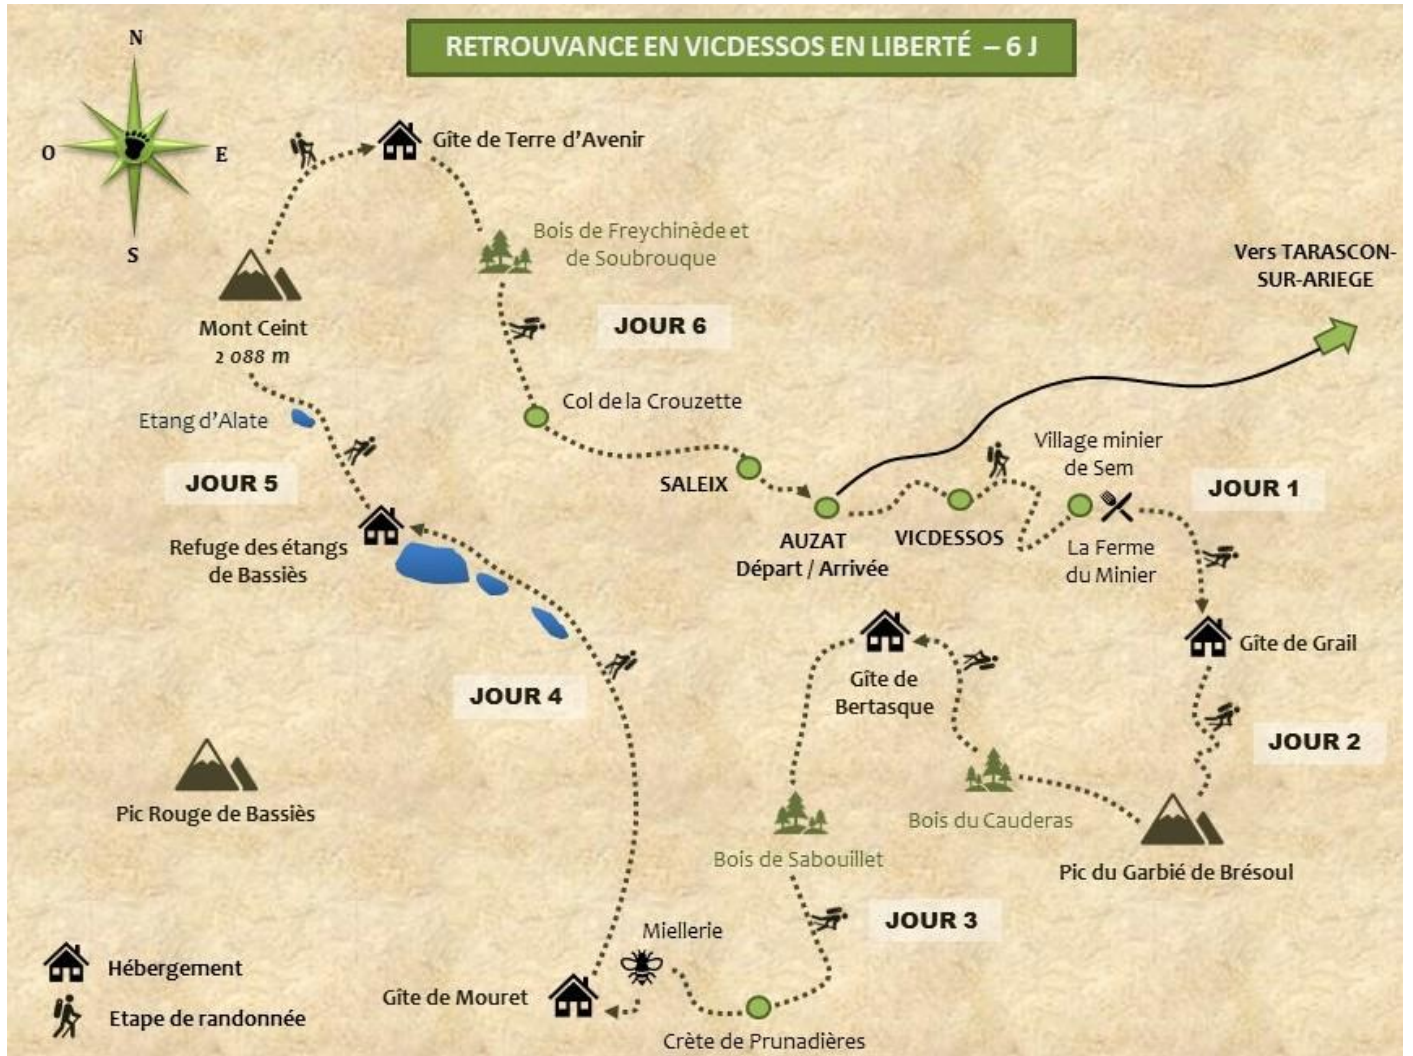 RETROUVANCE EN VICDESSOS EN LIBERTÉ – 6 J
N
O
E
S
Gîte de Terre d’Avenir
Bois de Freychinède et
de Soubrouque
Vers TARASCON-
SUR-ARIEGE
Mont Ceint
2 088 m
JOUR 6
Etang d’Alate
Col de la Crouzette
JOUR 5
SALEIX
Village minier
de Sem
JOUR 1
AUZAT
Départ / Arrivée
VICDESSOS
La Ferme
du Minier
Refuge des étangs
de Bassiès
Gîte de Grail
Gîte de
Bertasque
JOUR 4
JOUR 2
Pic Rouge de Bassiès
Bois du Cauderas
Bois de Sabouillet
Pic du Garbié de Brésoul
JOUR 3
Miellerie
Gîte de Mouret
Crète de Prunadières
Hébergement
Etape de randonnée